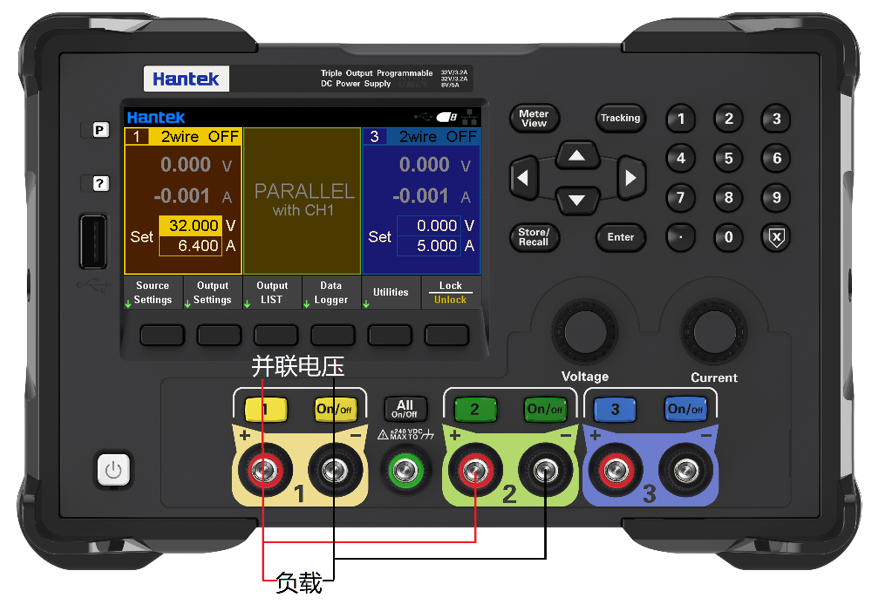 Hantek
Triple Output Programmable
DC Power Supply
32V/3.2A
32V/3.2A
8V/5A
P
?
Hantek
1 2wire OFF
0.000 V
-0.001 A
Set
32.000 V
6.400 A
PARALLEL
with CH1
3 2wire OFF
0.000 V
-0.001 A
Set
0.000 V
5.000 A
Source
Settings
Output
Settings
Output
LIST
Data
Logger
Utilities
Lock
Unlock
Meter
View
Tracking
1 2 3
4 5 6
7 8 9
. 0 X
Store/
Recall
Enter
Voltage
Current
并联电压
1
On/Off
All
On/Off
2
On/Off
3
On/Off
±240 VDC
MAX TO
+ − 1
+ − 2
+ − 3
负载